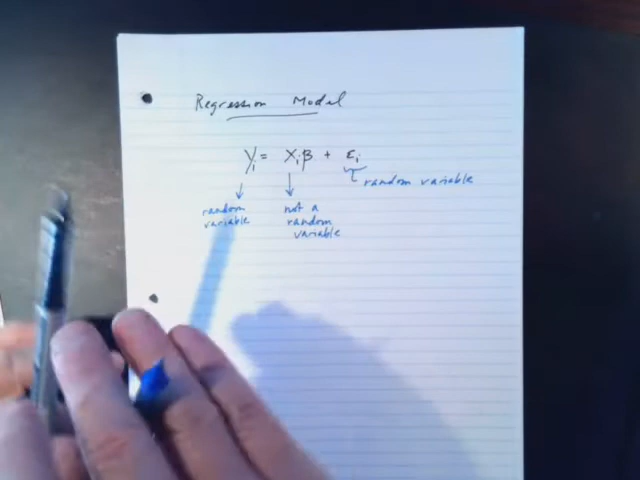 Regression Model
yᵢ = xᵢβ + εᵢ
random variable
random
variable
not a
random
variable